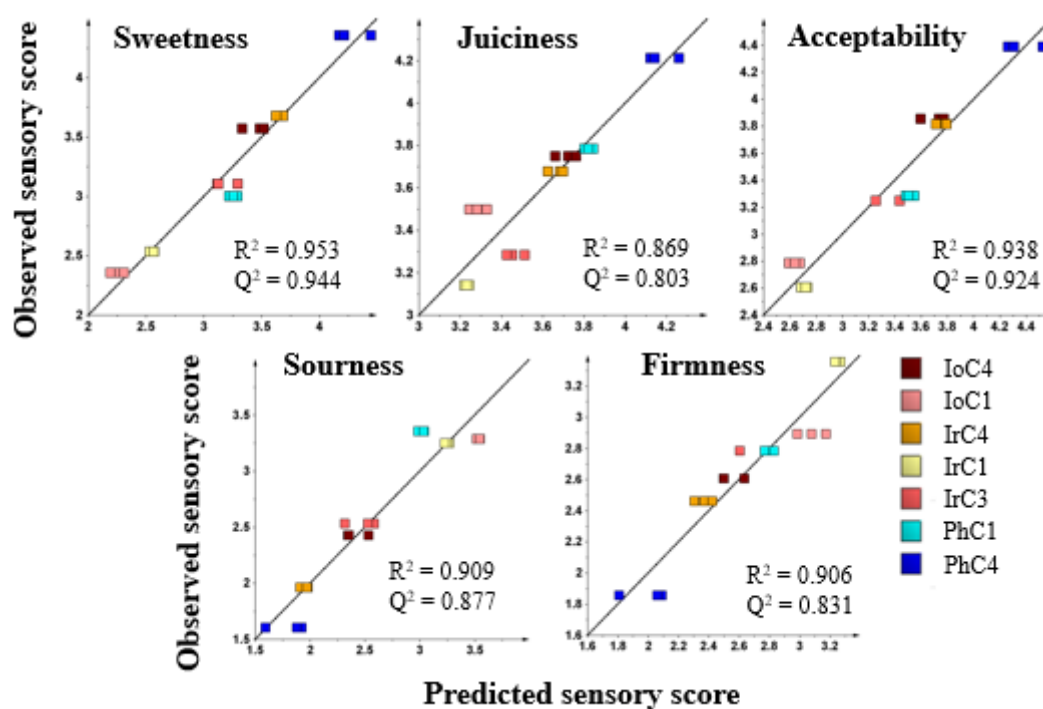 Observed sensory score
Sweetness
4
3.5
3
2.5
2
2 2.5 3 3.5 4
R² = 0.953
Q² = 0.944
Juiciness
4.2
4
3.8
3.6
3.4
3.2
3
3 3.2 3.4 3.6 3.8 4 4.2
R² = 0.869
Q² = 0.803
Acceptability
4.4
4.2
4
3.8
3.6
3.4
3.2
3
2.8
2.6
2.4
2.4 2.6 2.8 3 3.2 3.4 3.6 3.8 4 4.2 4.4
R² = 0.938
Q² = 0.924
Observed sensory score
Sourness
3.5
3
2.5
2
1.5
1.5 2 2.5 3 3.5
R² = 0.909
Q² = 0.877
Firmness
3.2
3
2.8
2.6
2.4
2.2
2
1.8
1.6
1.6 1.8 2 2.2 2.4 2.6 2.8 3 3.2
R² = 0.906
Q² = 0.831
IoC4
IoC1
IrC4
IrC1
IrC3
PhC1
PhC4
Predicted sensory score